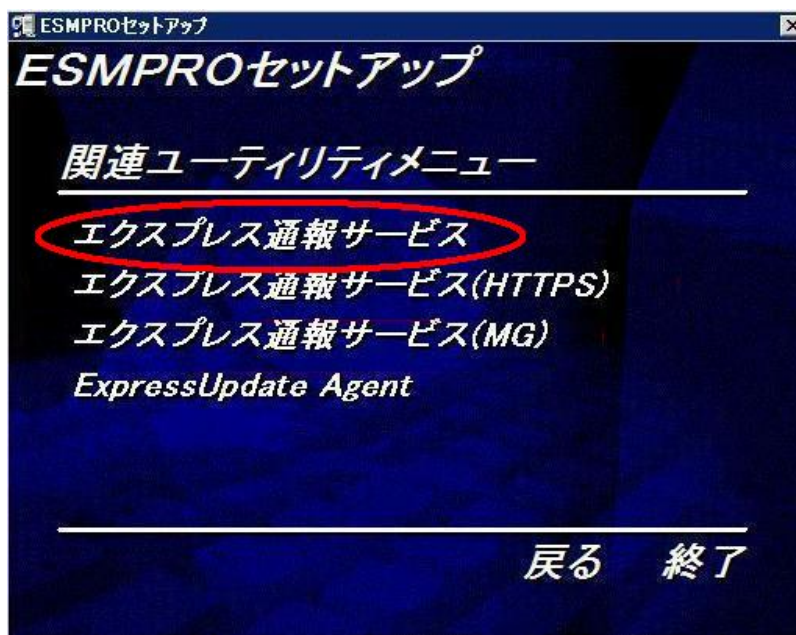 ESMPROセットアップ
ESMPROセットアップ
関連ユーティリティメニュー
エクスプレス通報サービス
エクスプレス通報サービス(HTTPS)
エクスプレス通報サービス(MG)
ExpressUpdate Agent
戻る 終了